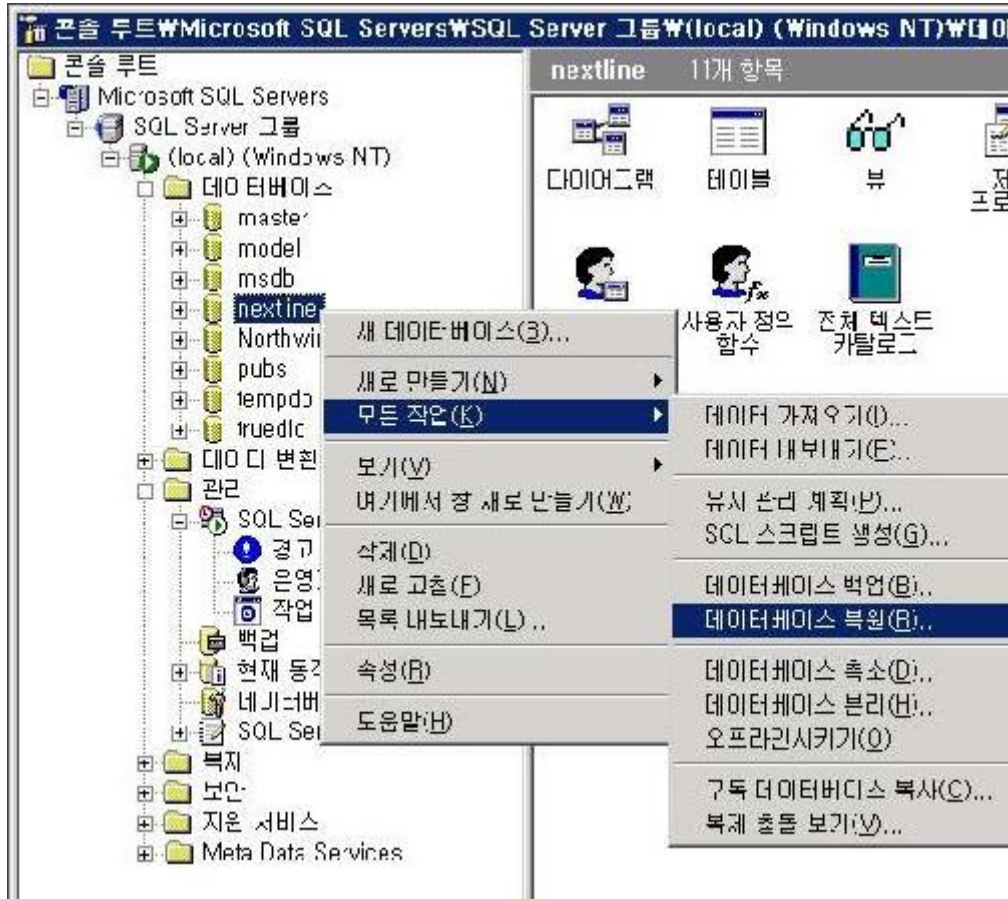 콘솔 루트₩Microsoft SQL Servers₩SQL Server 그룹₩(local) (Windows NT)₩데이
콘솔 루트
Microsoft SQL Servers
SQL Server 그룹
(local) (Windows NT)
데이터베이스
master
model
msdb
nextline
Northwi
pubs
tempdb
데이터 변환
관리
SQL Ser
경고
운영
작업
백업
현재 동
데이터베
SQL Ser
복제
보안
지원 서비스
Meta Data Services
nextline 11개 항목
다이어그램
테이블
뷰
프로
사용자 정의
함수
전체 텍스트
카탈로그
새 데이터베이스(B)...
새로 만들기(N)
모든 작업(K)
보기(V)
여기에서 창 새로 만들기(W)
삭제(D)
새로 고침(F)
목록 내보내기(L)...
속성(R)
도움말(H)
데이터 가져오기(I)...
데이터 내보내기(E)...
유지 관리 계획(P)...
SQL 스크립트 생성(G)...
데이터베이스 백업(B)...
데이터베이스 복원(R)...
데이터베이스 축소(D)...
데이터베이스 분리(H)...
오프라인시키기(O)
구독 데이터베이스 복사(C)...
복제 충돌 보기(V)...